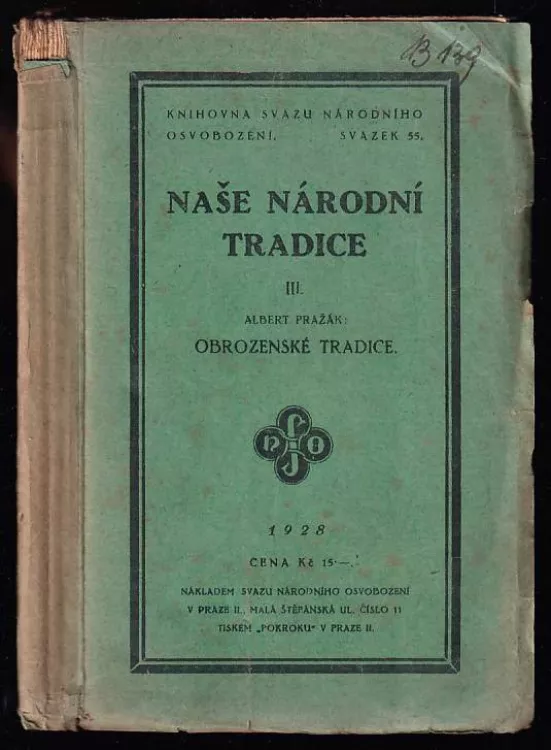 B 139
KNIHOVNA SVAZU NÁRODNÍHO
OSVOBOZENÍ. SVAZEK 55.
NAŠE NÁRODNÍ
TRADICE
III.
ALBERT PRAŽÁK:
OBROZENSKÉ TRADICE.
1928
CENA Kč 15·—.
NÁKLADEM SVAZU NÁRODNÍHO OSVOBOZENÍ
V PRAZE II., MALÁ ŠTĚPÁNSKÁ UL. ČÍSLO 11
TISKEM „POKROKU“ V PRAZE II.